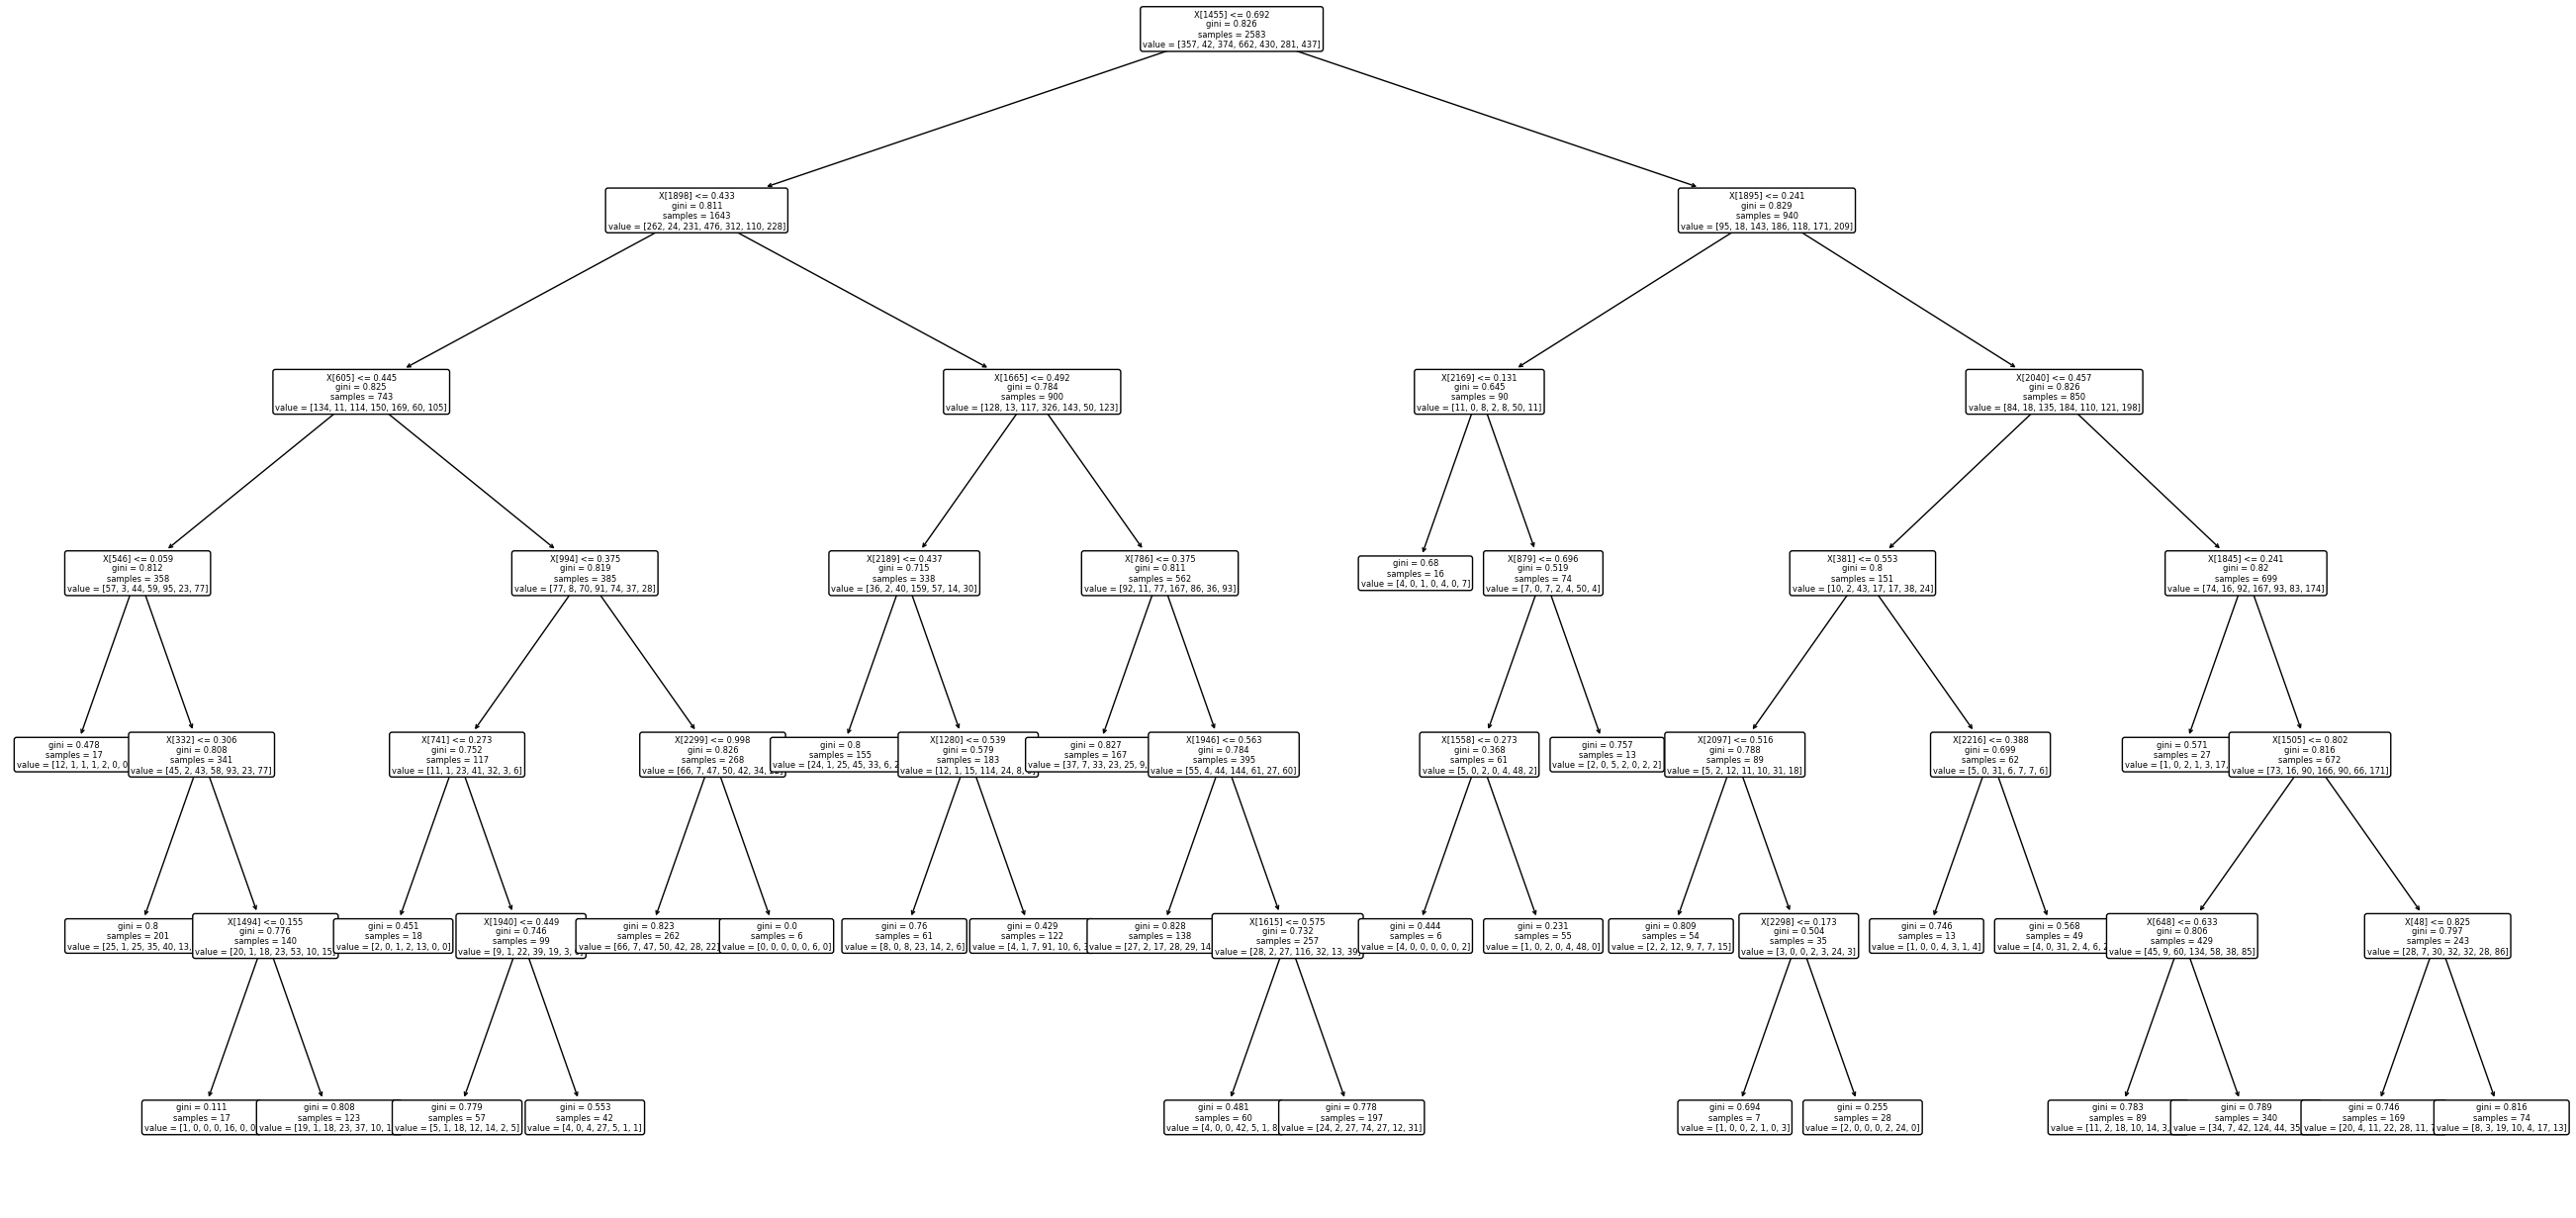 X[1455] <= 0.692
gini = 0.826
samples = 2583
value = [357, 42, 374, 662, 430, 281, 437]
X[1898] <= 0.433
gini = 0.811
samples = 1643
value = [262, 24, 231, 476, 312, 110, 228]
X[1895] <= 0.241
gini = 0.829
samples = 940
value = [95, 18, 143, 186, 118, 171, 209]
X[605] <= 0.445
gini = 0.825
samples = 743
value = [134, 11, 114, 150, 169, 60, 105]
X[1665] <= 0.492
gini = 0.784
samples = 900
value = [128, 13, 117, 326, 143, 50, 123]
X[2169] <= 0.131
gini = 0.645
samples = 90
value = [11, 0, 8, 2, 8, 50, 11]
X[2040] <= 0.457
gini = 0.826
samples = 850
value = [84, 18, 135, 184, 110, 121, 198]
X[546] <= 0.059
gini = 0.812
samples = 358
value = [57, 3, 44, 59, 95, 23, 77]
X[994] <= 0.375
gini = 0.819
samples = 385
value = [77, 8, 70, 91, 74, 37, 28]
X[2189] <= 0.437
gini = 0.715
samples = 338
value = [36, 2, 40, 159, 57, 14, 30]
X[786] <= 0.375
gini = 0.811
samples = 562
value = [92, 11, 77, 167, 86, 36, 93]
gini = 0.68
samples = 16
value = [4, 0, 1, 0, 4, 0, 7]
X[879] <= 0.696
gini = 0.519
samples = 74
value = [7, 0, 7, 2, 4, 50, 4]
X[381] <= 0.553
gini = 0.8
samples = 151
value = [10, 2, 43, 17, 17, 38, 24]
X[1845] <= 0.241
gini = 0.82
samples = 699
value = [74, 16, 92, 167, 93, 83, 174]
gini = 0.478
samples = 17
value = [12, 1, 1, 1, 2, 0, 0
X[332] <= 0.306
gini = 0.808
samples = 341
value = [45, 2, 43, 58, 93, 23, 77]
X[741] <= 0.273
gini = 0.752
samples = 117
value = [11, 1, 23, 41, 32, 3, 6]
X[2299] <= 0.998
gini = 0.826
samples = 268
value = [66, 7, 47, 50, 42, 34,
gini = 0.8
samples = 155
value = [24, 1, 25, 45, 33, 6,
X[1280] <= 0.539
gini = 0.579
samples = 183
value = [12, 1, 15, 114, 24, 8,
gini = 0.827
samples = 167
value = [37, 7, 33, 23, 25, 9,
X[1946] <= 0.563
gini = 0.784
samples = 395
value = [55, 4, 44, 144, 61, 27, 60]
X[1558] <= 0.273
gini = 0.368
samples = 61
value = [5, 0, 2, 0, 4, 48, 2]
gini = 0.757
samples = 13
value = [2, 0, 5, 2, 0, 2, 2]
X[2097] <= 0.516
gini = 0.788
samples = 89
value = [5, 2, 12, 11, 10, 31, 18]
X[2216] <= 0.388
gini = 0.699
samples = 62
value = [5, 0, 31, 6, 7, 7, 6]
gini = 0.571
samples = 27
value = [1, 0, 2, 1, 3, 17,
X[1505] <= 0.802
gini = 0.816
samples = 672
value = [73, 16, 90, 166, 90, 66, 171]
gini = 0.8
samples = 201
value = [25, 1, 25, 35, 40, 13,
X[1494] <= 0.155
gini = 0.776
samples = 140
value = [20, 1, 18, 23, 53, 10, 15]
gini = 0.451
samples = 18
value = [2, 0, 1, 2, 13, 0, 0]
X[1940] <= 0.449
gini = 0.746
samples = 99
value = [9, 1, 22, 39, 19, 3,
gini = 0.823
samples = 262
value = [66, 7, 47, 50, 42, 28, 22]
gini = 0.0
samples = 6
value = [0, 0, 0, 0, 0, 6, 0]
gini = 0.76
samples = 61
value = [8, 0, 8, 23, 14, 2, 6]
gini = 0.429
samples = 122
value = [4, 1, 7, 91, 10, 6,
gini = 0.828
samples = 138
value = [27, 2, 17, 28, 29, 14
X[1615] <= 0.575
gini = 0.732
samples = 257
value = [28, 2, 27, 116, 32, 13, 39]
gini = 0.444
samples = 6
value = [4, 0, 0, 0, 0, 0, 2]
gini = 0.231
samples = 55
value = [1, 0, 2, 0, 4, 48, 0]
gini = 0.809
samples = 54
value = [2, 2, 12, 9, 7, 7, 15]
X[2298] <= 0.173
gini = 0.504
samples = 35
value = [3, 0, 0, 2, 3, 24, 3]
gini = 0.746
samples = 13
value = [1, 0, 0, 4, 3, 1, 4]
gini = 0.568
samples = 49
value = [4, 0, 31, 2, 4, 6,
X[648] <= 0.633
gini = 0.806
samples = 429
value = [45, 9, 60, 134, 58, 38, 85]
X[48] <= 0.825
gini = 0.797
samples = 243
value = [28, 7, 30, 32, 32, 28, 86]
gini = 0.111
samples = 17
value = [1, 0, 0, 0, 16, 0, 0
gini = 0.808
samples = 123
value = [19, 1, 18, 23, 37, 10,
gini = 0.779
samples = 57
value = [5, 1, 18, 12, 14, 2, 5]
gini = 0.553
samples = 42
value = [4, 0, 4, 27, 5, 1, 1]
gini = 0.481
samples = 60
value = [4, 0, 0, 42, 5, 1, 8
gini = 0.778
samples = 197
value = [24, 2, 27, 74, 27, 12, 31]
gini = 0.694
samples = 7
value = [1, 0, 0, 2, 1, 0, 3]
gini = 0.255
samples = 28
value = [2, 0, 0, 0, 2, 24, 0]
gini = 0.783
samples = 89
value = [11, 2, 18, 10, 14, 3,
gini = 0.789
samples = 340
value = [34, 7, 42, 124, 44, 35
gini = 0.746
samples = 169
value = [20, 4, 11, 22, 28, 11,
gini = 0.816
samples = 74
value = [8, 3, 19, 10, 4, 17, 13]